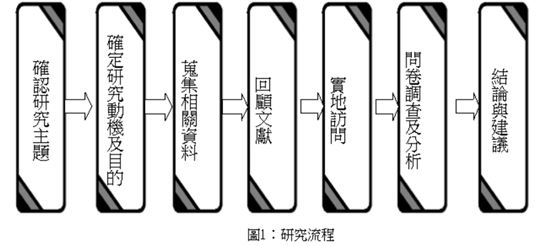 確認研究主題
確定研究動機及目的
蒐集相關資料
回顧文獻
實地訪問
問卷調查及分析
結論與建議
圖1：研究流程